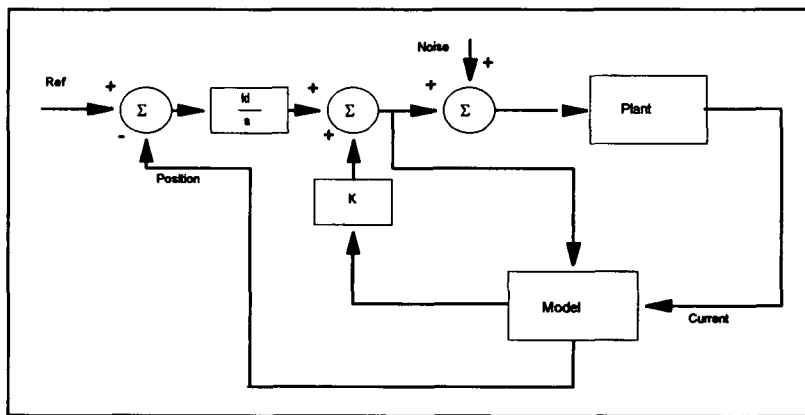 Noise
+
Ref
+
Σ
-
ki
s
+
Σ
+
+
Σ
Plant
Position
K
Model
Current